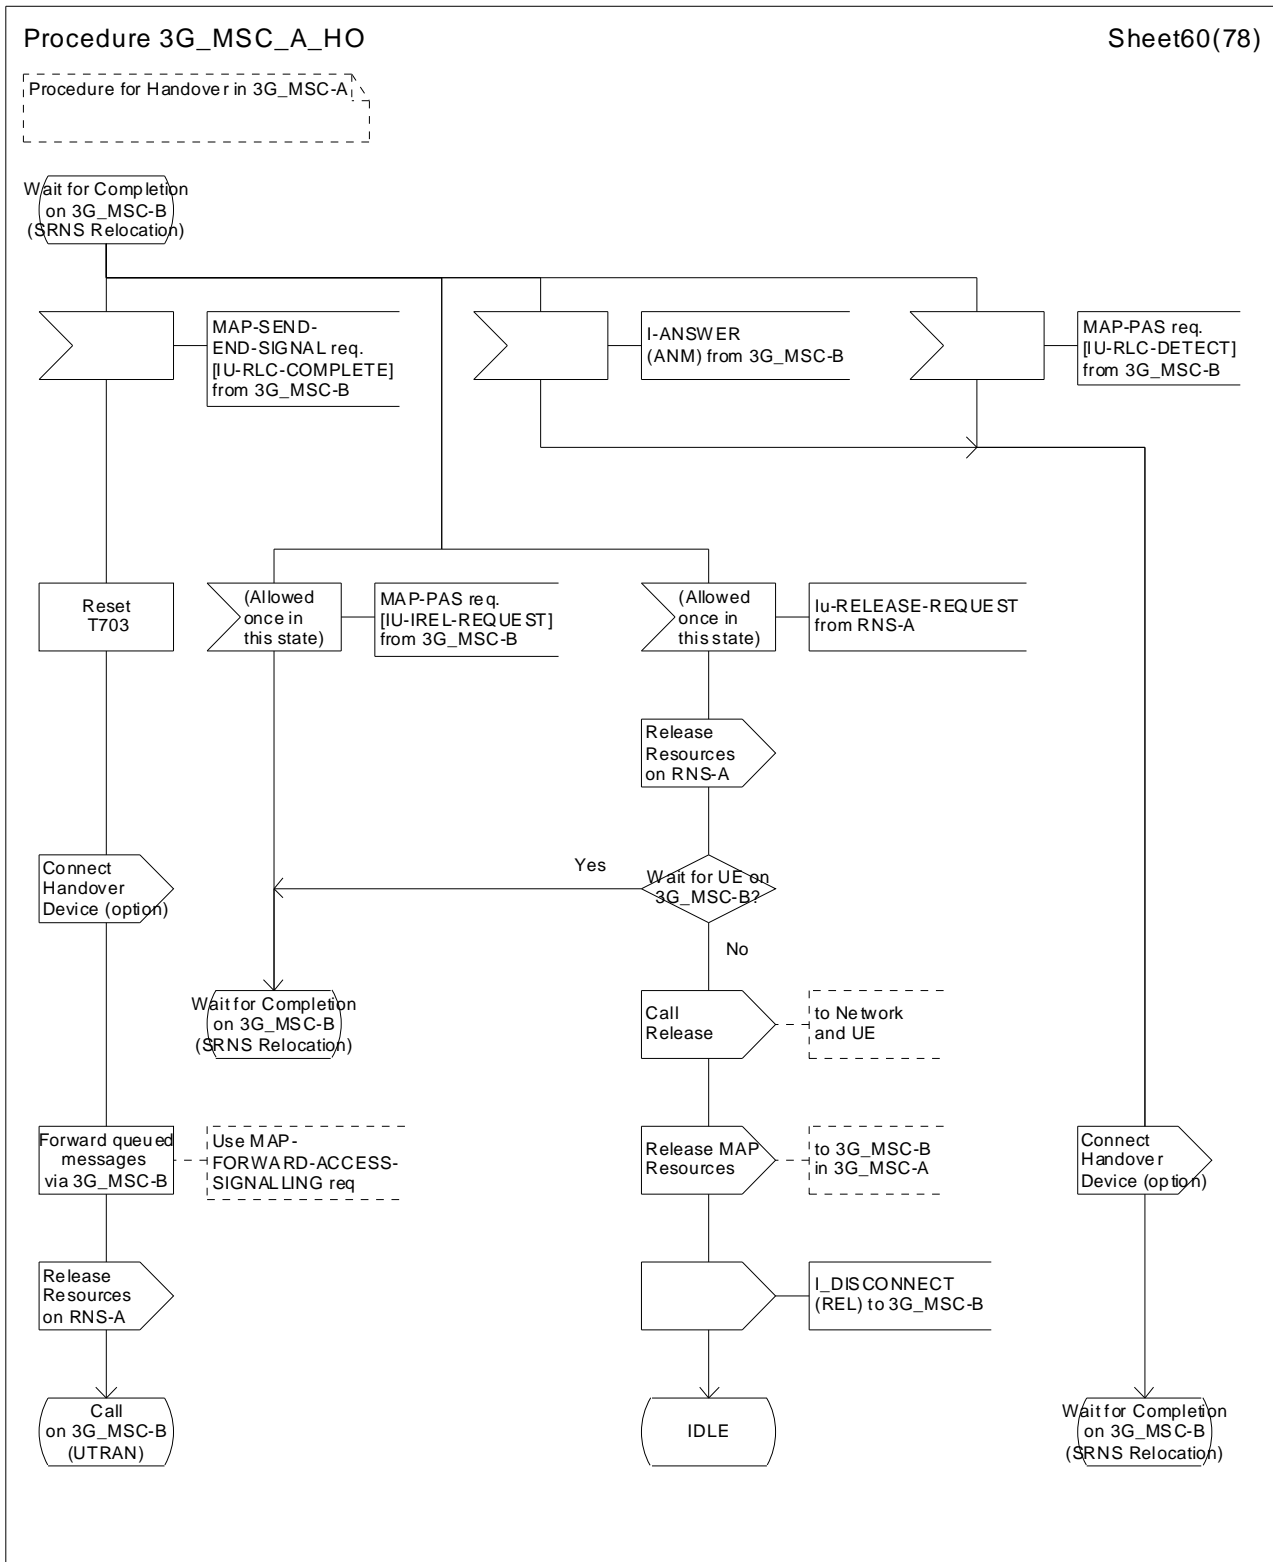 Procedure 3G_MSC_A_HO
Sheet60(78)
Procedure for Handover in 3G_MSC-A
Wait for Completion
on 3G_MSC-B
(SRNS Relocation)
MAP-SEND-
END-SIGNAL req.
[IU-RLC-COMPLETE]
from 3G_MSC-B
I-ANSWER
(ANM) from 3G_MSC-B
MAP-PAS req.
[IU-RLC-DETECT]
from 3G_MSC-B
Reset
T703
(Allowed
once in
this state)
MAP-PAS req.
[IU-IREL-REQUEST]
from 3G_MSC-B
(Allowed
once in
this state)
Iu-RELEASE-REQUEST
from RNS-A
Release
Resources
on RNS-A
Connect
Handover
Device (option)
Yes
Wait for UE on
3G_MSC-B?
No
Wait for Completion
on 3G_MSC-B
(SRNS Relocation)
Call
Release
to Network
and UE
Forward queued
messages
via 3G_MSC-B
Use MAP-
FORWARD-ACCESS-
SIGNALLING req
Release MAP
Resources
to 3G_MSC-B
in 3G_MSC-A
Connect
Handover
Device (option)
Release
Resources
on RNS-A
I_DISCONNECT
(REL) to 3G_MSC-B
Call
on 3G_MSC-B
(UTRAN)
IDLE
Wait for Completion
on 3G_MSC-B
(SRNS Relocation)